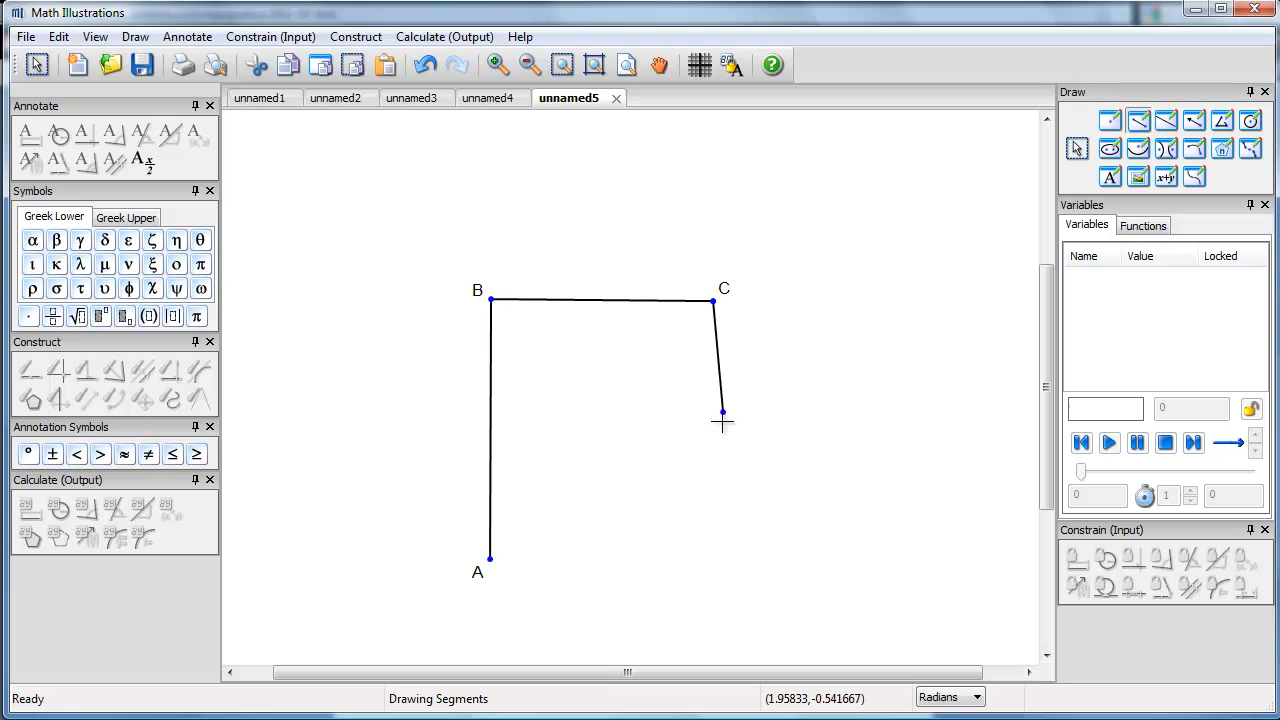 Math Illustrations
File Edit View Draw Annotate Constrain (Input) Construct Calculate (Output) Help
unnamed1 unnamed2 unnamed3 unnamed4 unnamed5
Annotate
Symbols
Greek Lower Greek Upper
α β γ δ ε ζ η θ
ι κ λ μ ν ξ ο π
ρ σ τ υ ϕ χ ψ ω
π
Construct
Annotation Symbols
° ± < > ≈ ≠ ≤ ≥
Calculate (Output)
B
C
A
Draw
Variables
Variables Functions
Name Value Locked
0
0 1 0
Constrain (Input)
Ready Drawing Segments (1.95833,-0.541667) Radians